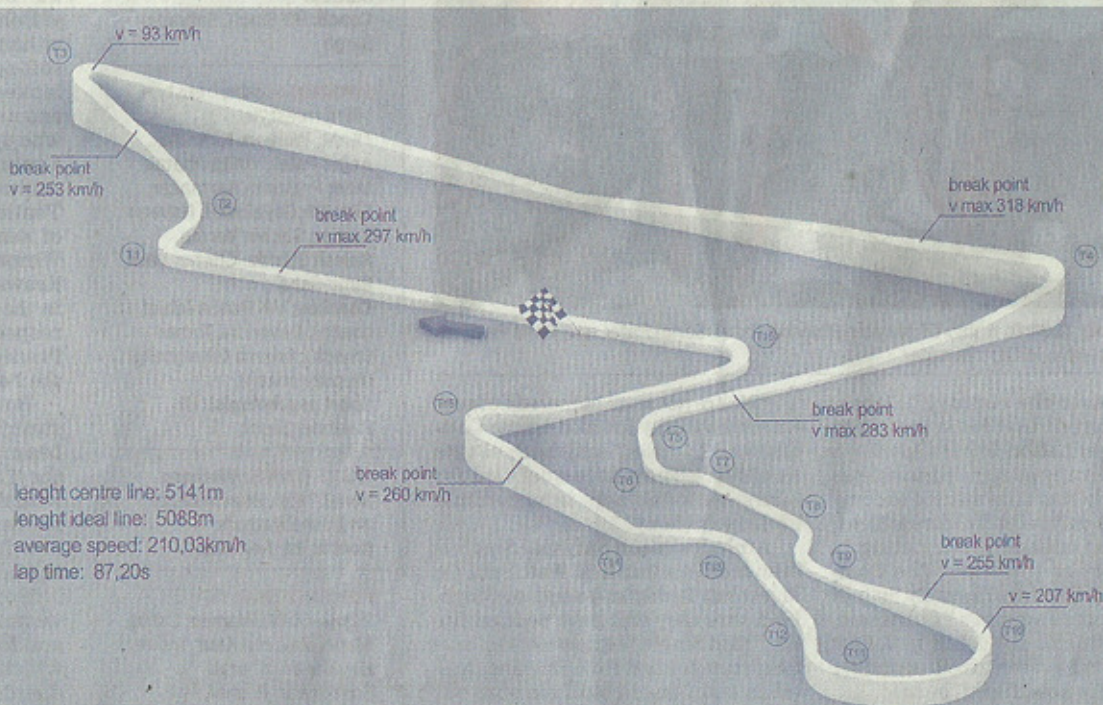 v = 93 km/h
T3
break point
v = 253 km/h
T2
break point
v max 297 km/h
T1
break point
v max 318 km/h
T4
T16
T15
break point
v max 283 km/h
T5
T6
T7
break point
v = 260 km/h
T8
T9
lenght centre line: 5141m
lenght ideal line: 5088m
average speed: 210,03km/h
lap time: 87,20s
break point
v = 255 km/h
v = 207 km/h
T14
T13
T10
T12
T11